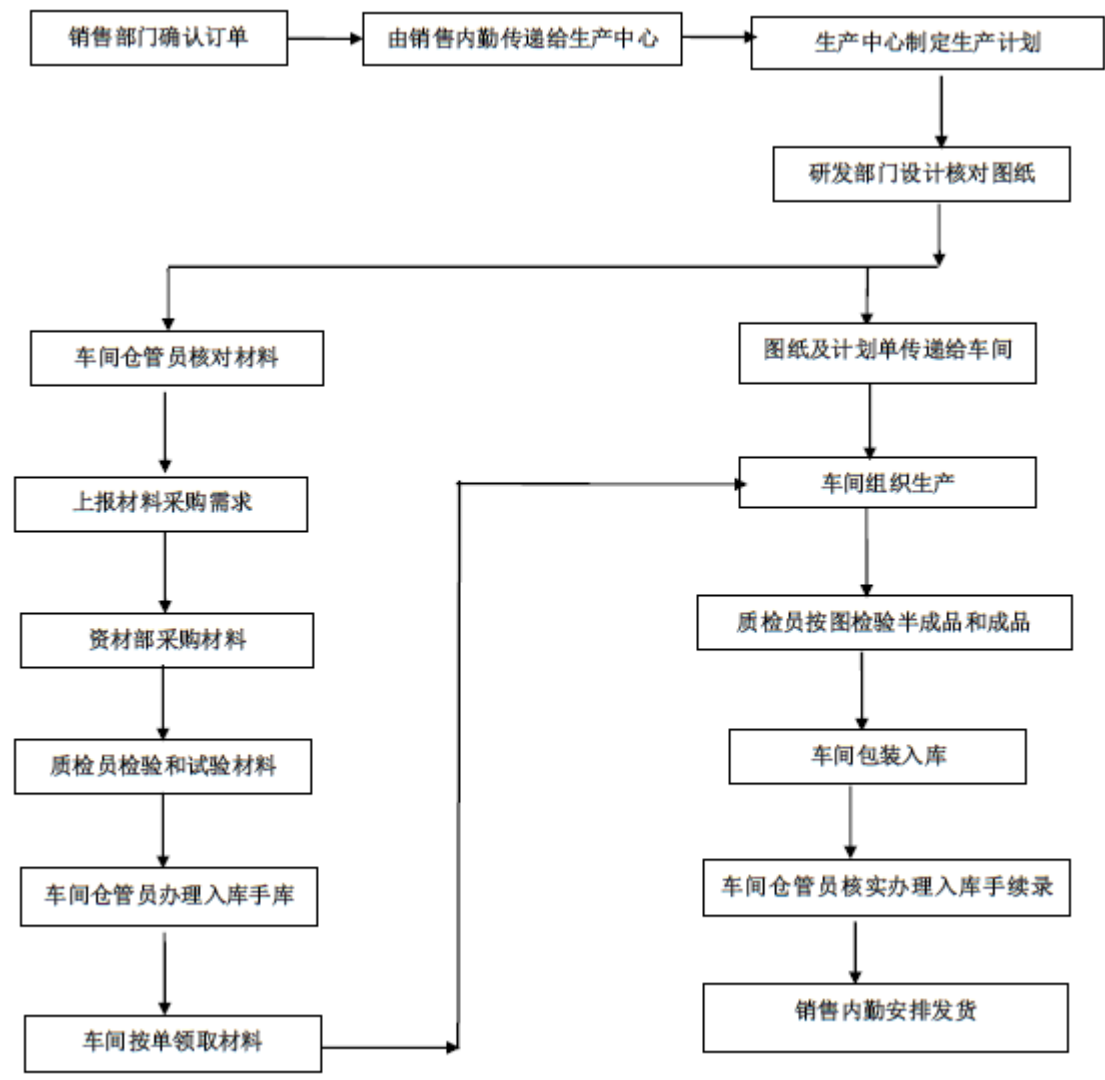 销售部门确认订单
由销售内勤传递给生产中心
生产中心制定生产计划
研发部门设计核对图纸
车间仓管员核对材料
图纸及计划单传递给车间
上报材料采购需求
车间组织生产
资材部采购材料
质检员按图检验半成品和成品
质检员检验和试验材料
车间包装入库
车间仓管员办理入库手库
车间仓管员核实办理入库手续录
车间按单领取材料
销售内勤安排发货